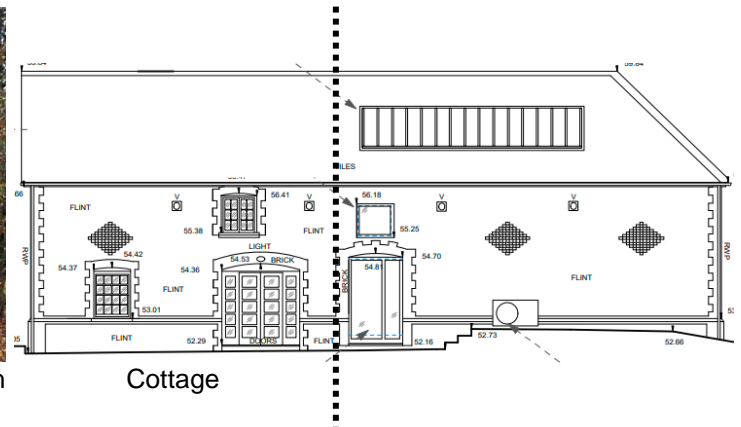 ILES
56.41
56.18
V
V
V
V
66
FLINT
55.38
FLINT
55.25
LIGHT
54.42
54.53
BRICK
54.70
54.37
54.36
54.81
RWP
FLINT
BRICK
FLINT
RWP
53.01
FLINT
52.29
DOORS
FLINT
52.16
52.73
52.66
Cottage